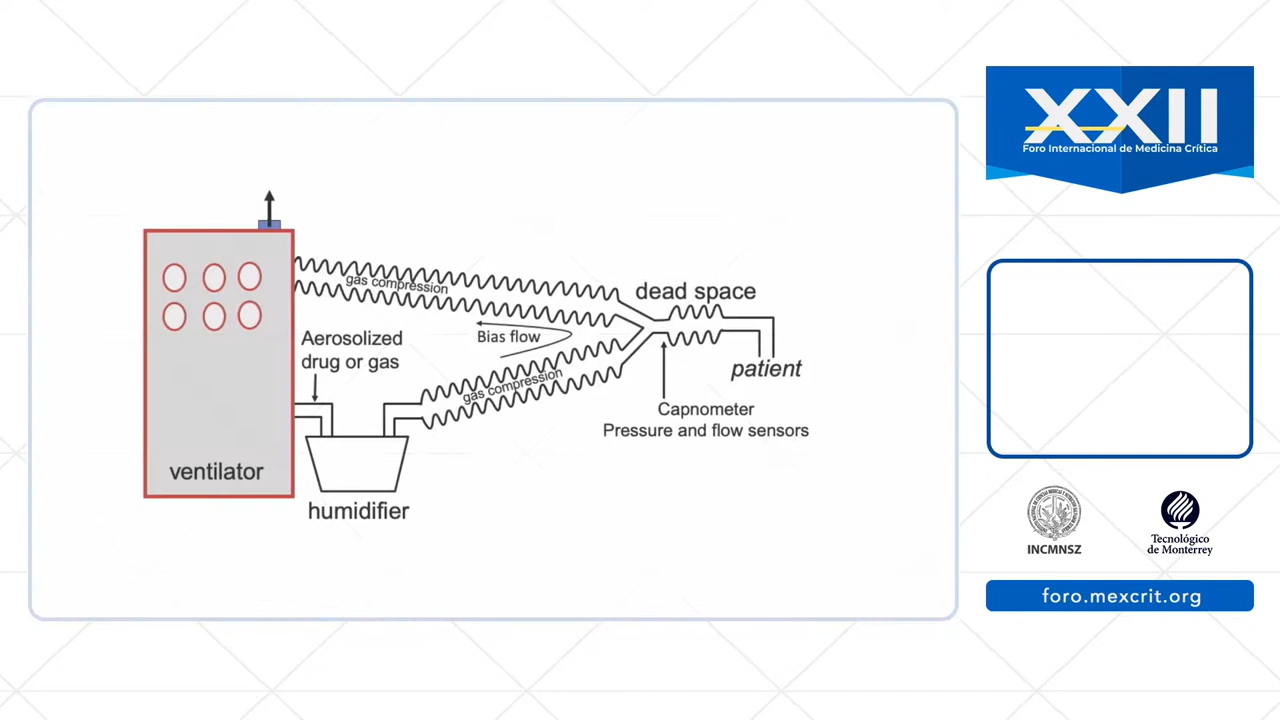 XXII
Foro Internacional de Medicina Crítica
gas compression
dead space
Aerosolized
drug or gas
Bias flow
gas compression
patient
Capnometer
Pressure and flow sensors
ventilator
humidifier
INCMNSZ
Tecnológico
de Monterrey
foro.mexcrit.org